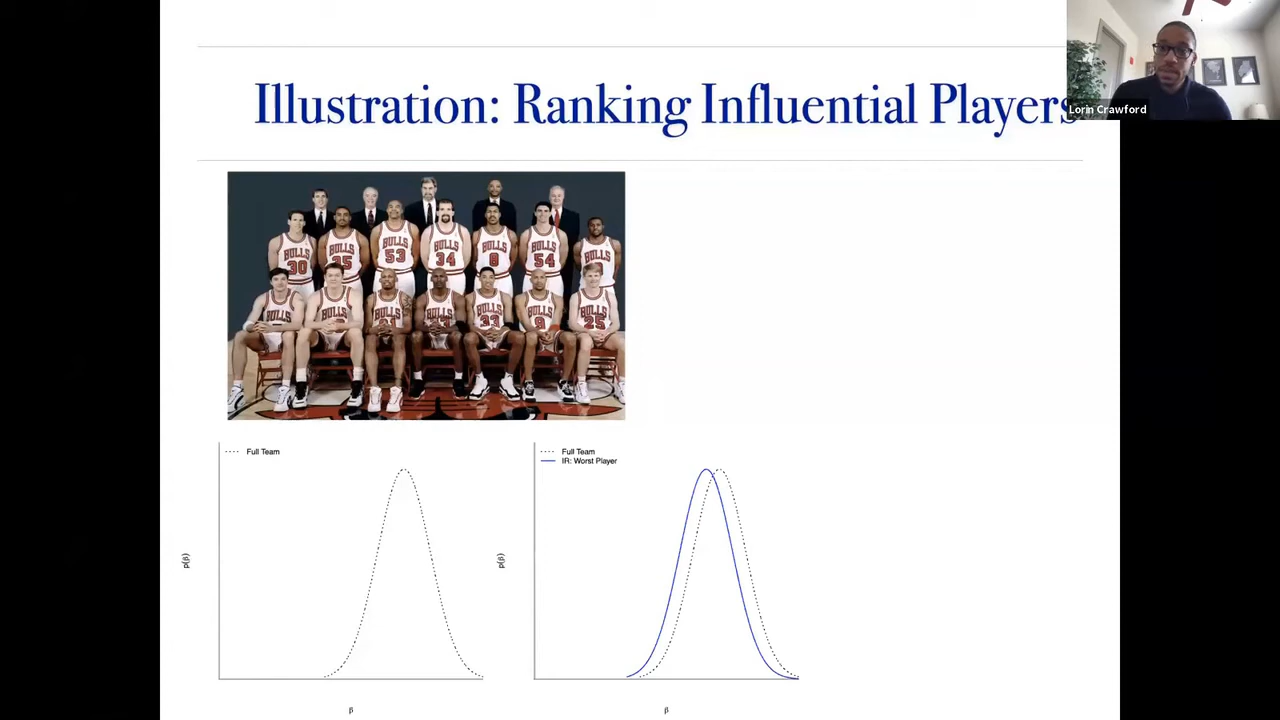 Illustration: Ranking Influential Players
Lorin Crawford
BULLS
30
BULLS
35
BULLS
53
BULLS
34
BULLS
8
BULLS
54
BULLS
BULLS
BULLS
BULLS
33
BULLS
9
BULLS
25
Full Team
p(β)
β
Full Team
IR: Worst Player
p(β)
β